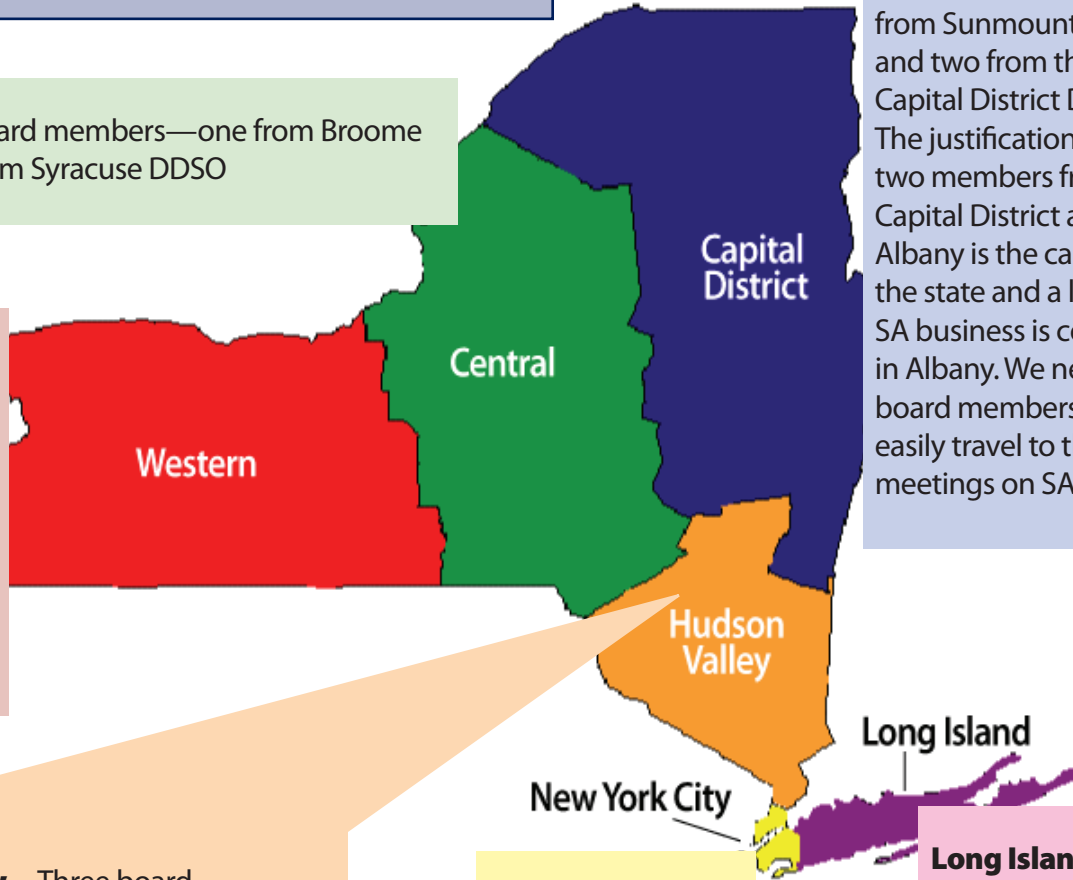 from Sunmount
and two from th
Capital District D
The justification
two members fr
Capital District a
Albany is the ca
the state and a l
SA business is co
in Albany. We ne
board members
easily travel to t
meetings on SA
ard members—one from Broome
m Syracuse DDSO
Capital
District
Central
Western
Hudson
Valley
Long Island
New York City
Long Islan
Three board